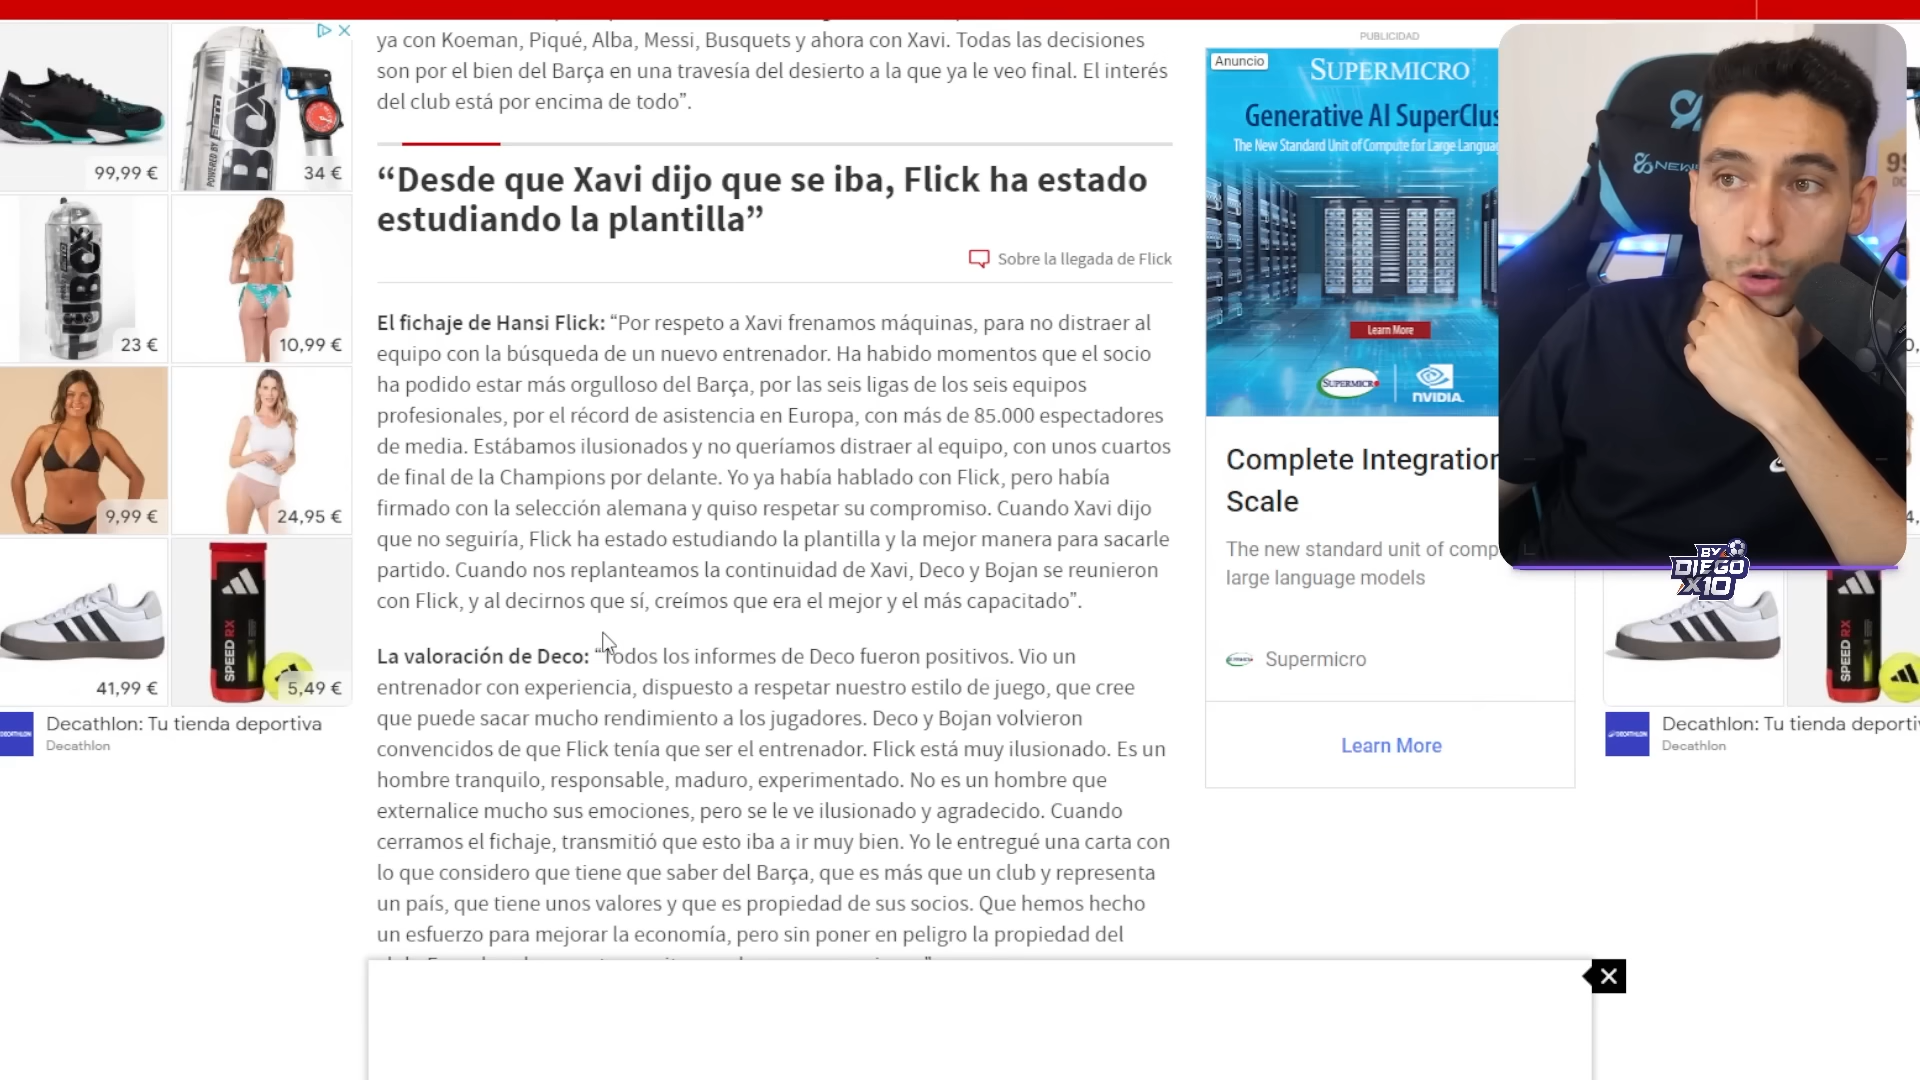 ya con Koeman, Piqué, Alba, Messi, Busquets y ahora con Xavi. Todas las decisiones
son por el bien del Barça en una travesía del desierto a la que ya le veo final. El interés
del club está por encima de todo”.
“Desde que Xavi dijo que se iba, Flick ha estado
estudiando la plantilla”
Sobre la llegada de Flick
El fichaje de Hansi Flick: “Por respeto a Xavi frenamos máquinas, para no distraer al
equipo con la búsqueda de un nuevo entrenador. Ha habido momentos que el socio
ha podido estar más orgulloso del Barça, por las seis ligas de los seis equipos
profesionales, por el récord de asistencia en Europa, con más de 85.000 espectadores
de media. Estábamos ilusionados y no queríamos distraer al equipo, con unos cuartos
de final de la Champions por delante. Yo ya había hablado con Flick, pero había
firmado con la selección alemana y quiso respetar su compromiso. Cuando Xavi dijo
que no seguiría, Flick ha estado estudiando la plantilla y la mejor manera para sacarle
partido. Cuando nos replanteamos la continuidad de Xavi, Deco y Bojan se reunieron
con Flick, y al decirnos que sí, creímos que era el mejor y el más capacitado”.
La valoración de Deco: “Todos los informes de Deco fueron positivos. Vio un
entrenador con experiencia, dispuesto a respetar nuestro estilo de juego, que cree
que puede sacar mucho rendimiento a los jugadores. Deco y Bojan volvieron
convencidos de que Flick tenía que ser el entrenador. Flick está muy ilusionado. Es un
hombre tranquilo, responsable, maduro, experimentado. No es un hombre que
externalice mucho sus emociones, pero se le ve ilusionado y agradecido. Cuando
cerramos el fichaje, transmitió que esto iba a ir muy bien. Yo le entregué una carta con
lo que considero que tiene que saber del Barça, que es más que un club y representa
un país, que tiene unos valores y que es propiedad de sus socios. Que hemos hecho
un esfuerzo para mejorar la economía, pero sin poner en peligro la propiedad del
99,99 €
POWERED BY BETO
BOX
34 €
TUBOX
23 €
10,99 €
9,99 €
24,95 €
41,99 €
SPEED RX
5,49 €
DECATHLON
Decathlon: Tu tienda deportiva
Decathlon
PUBLICIDAD
Anuncio
SUPERMICRO
Generative AI SuperClus
The New Standard Unit of Compute for Large Langua
Learn More
SUPERMICRO
NVIDIA.
Complete Integration
Scale
The new standard unit of comp
large language models
Supermicro
Learn More
BY
DIEGO
X10
SPEED RX
DECATHLON
Decathlon: Tu tienda deportiv
Decathlon